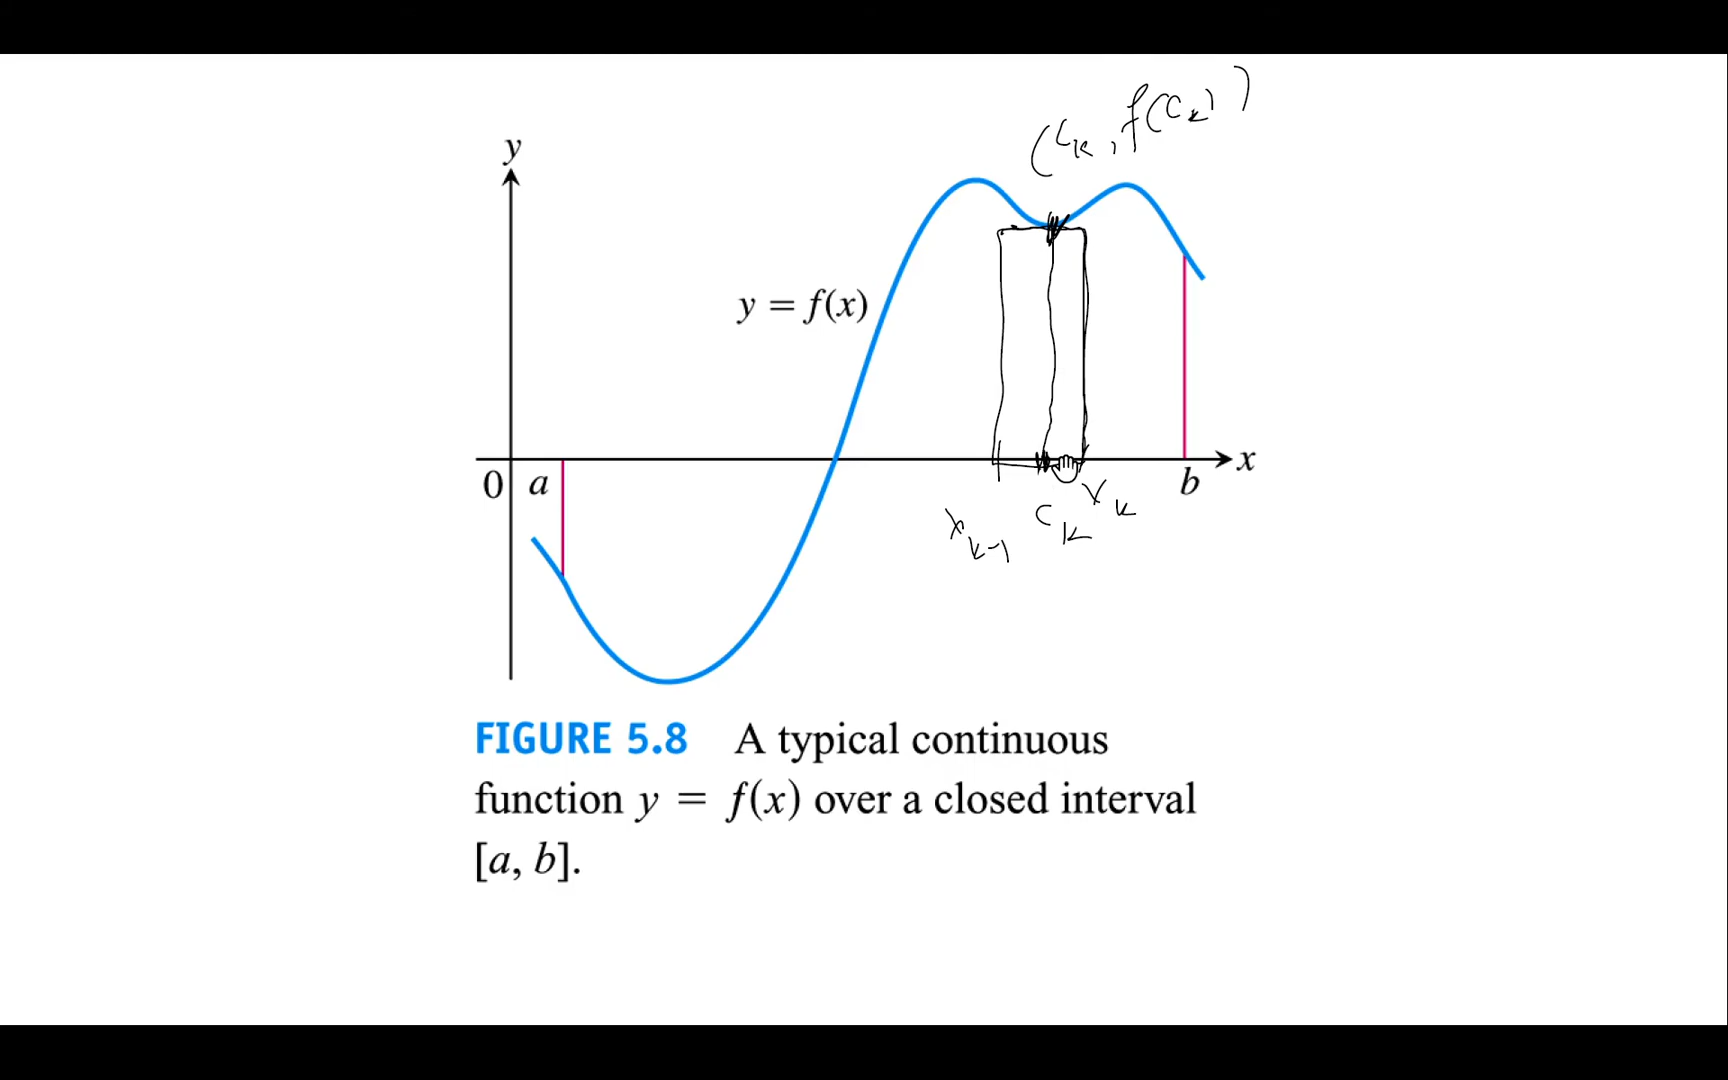 (c_k, f(c_k))
y
y = f(x)
0
a
b
x
x_{k-1}
c_k
x_k
FIGURE 5.8 A typical continuous
function y = f(x) over a closed interval
[a, b].